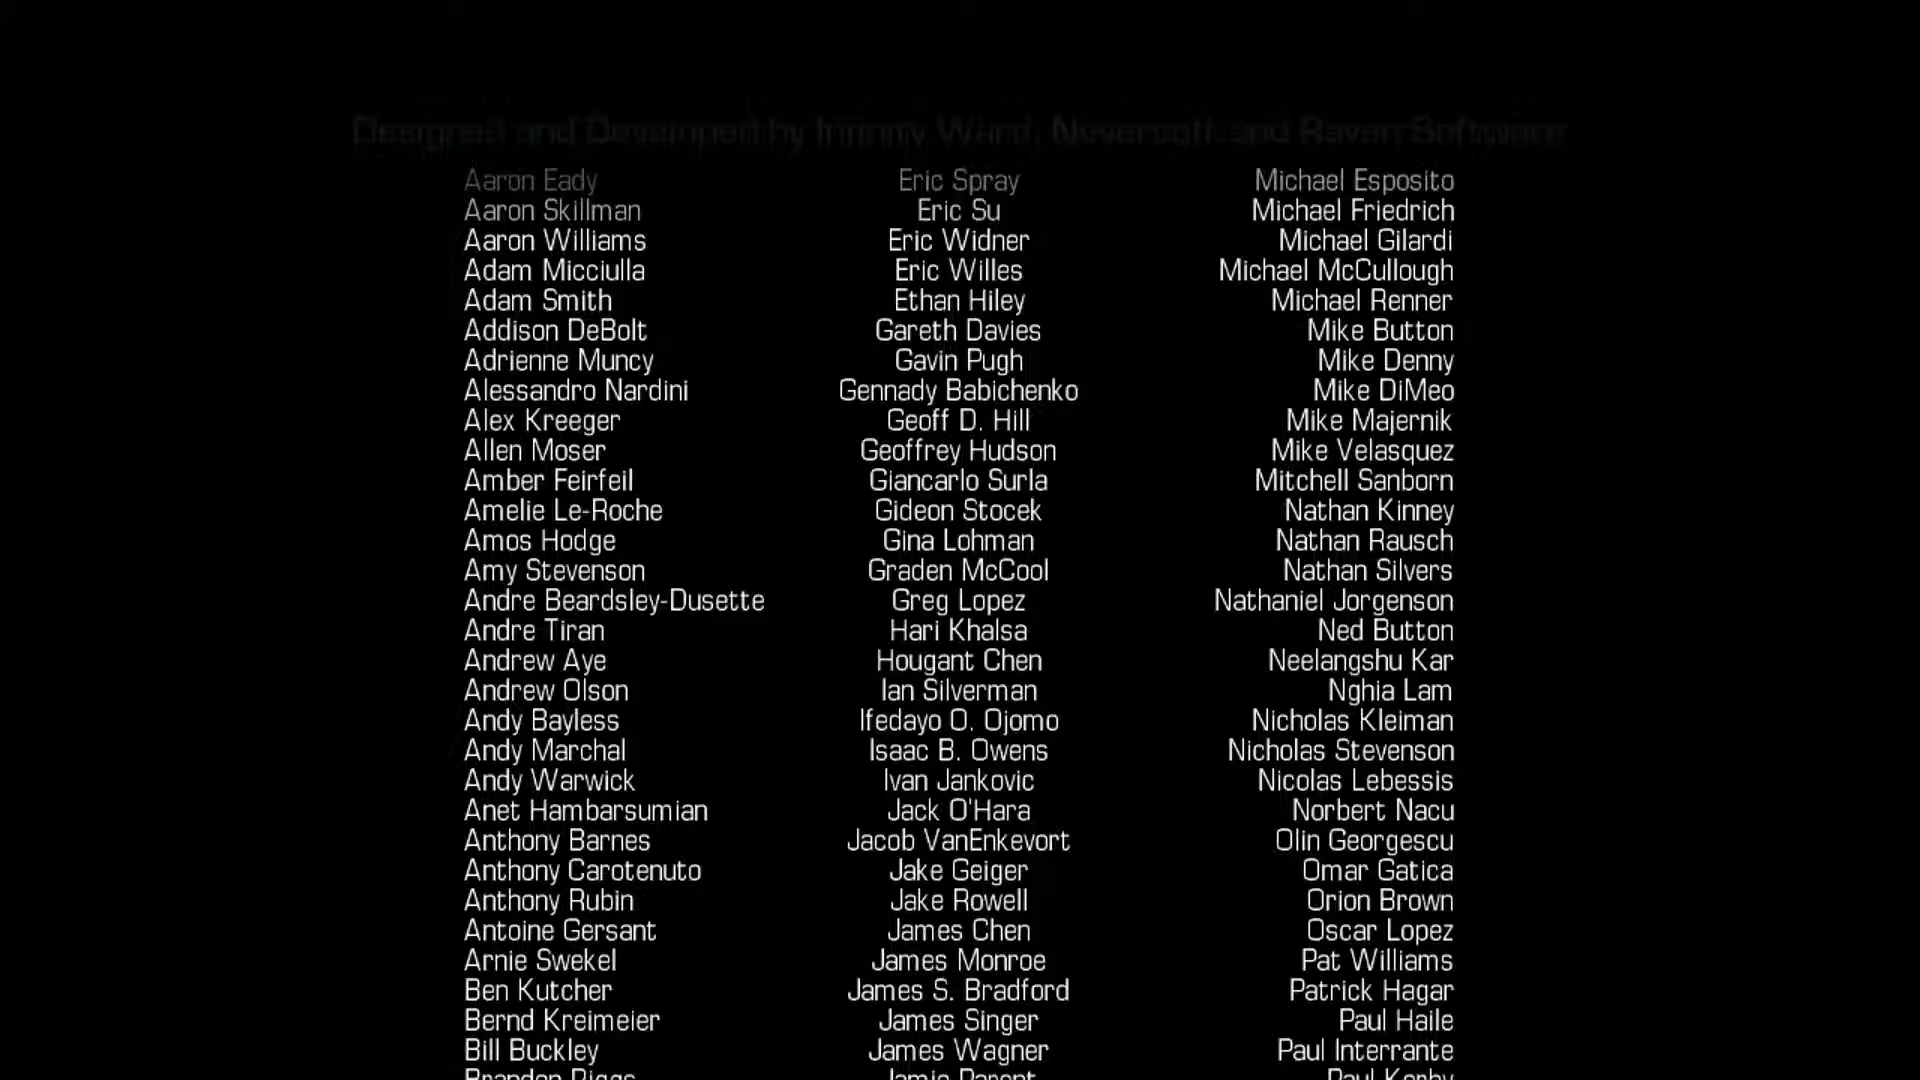 Designed and Developed by Infinity Ward, Neversoft and Raven Software
Aaron Eady Eric Spray Michael Esposito
Aaron Skillman Eric Su Michael Friedrich
Aaron Williams Eric Widner Michael Gilardi
Adam Micciulla Eric Willes Michael McCullough
Adam Smith Ethan Hiley Michael Renner
Addison DeBolt Gareth Davies Mike Button
Adrienne Muncy Gavin Pugh Mike Denny
Alessandro Nardini Gennady Babichenko Mike DiMeo
Alex Kreeger Geoff D. Hill Mike Majernik
Allen Moser Geoffrey Hudson Mike Velasquez
Amber Feirfeil Giancarlo Surla Mitchell Sanborn
Amelie Le-Roche Gideon Stocek Nathan Kinney
Amos Hodge Gina Lohman Nathan Rausch
Amy Stevenson Graden McCool Nathan Silvers
Andre Beardsley-Dusette Greg Lopez Nathaniel Jorgenson
Andre Tiran Hari Khalsa Ned Button
Andrew Aye Hougant Chen Neelangshu Kar
Andrew Olson Ian Silverman Nghia Lam
Andy Bayless Ifedayo O. Ojomo Nicholas Kleiman
Andy Marchal Isaac B. Owens Nicholas Stevenson
Andy Warwick Ivan Jankovic Nicolas Lebessis
Anet Hambarsumian Jack O'Hara Norbert Nacu
Anthony Barnes Jacob VanEnkevort Olin Georgescu
Anthony Carotenuto Jake Geiger Omar Gatica
Anthony Rubin Jake Rowell Orion Brown
Antoine Gersant James Chen Oscar Lopez
Arnie Swekel James Monroe Pat Williams
Ben Kutcher James S. Bradford Patrick Hagar
Bernd Kreimeier James Singer Paul Haile
Bill Buckley James Wagner Paul Interrante